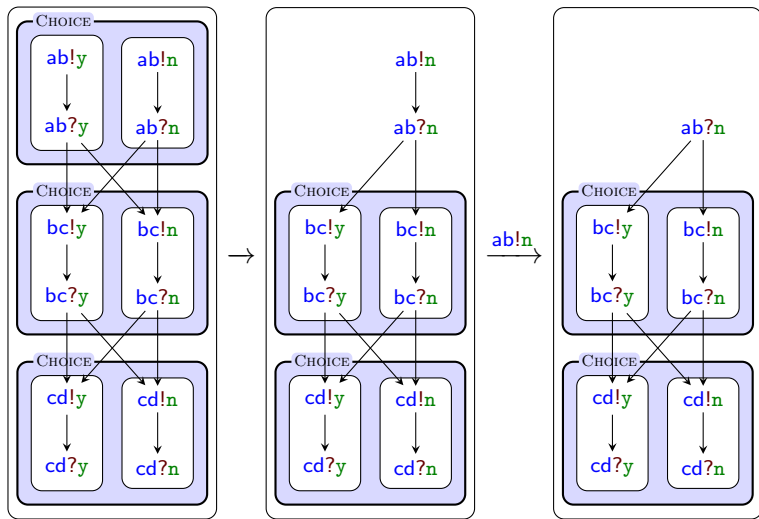 CHOICE
ab!y ab!n
ab?y ab?n
CHOICE
bc!y bc!n
bc?y bc?n
CHOICE
cd!y cd!n
cd?y cd?n
→
ab!n
ab?n
CHOICE
bc!y bc!n
bc?y bc?n
CHOICE
cd!y cd!n
cd?y cd?n
ab!n
→
ab?n
CHOICE
bc!y bc!n
bc?y bc?n
CHOICE
cd!y cd!n
cd?y cd?n